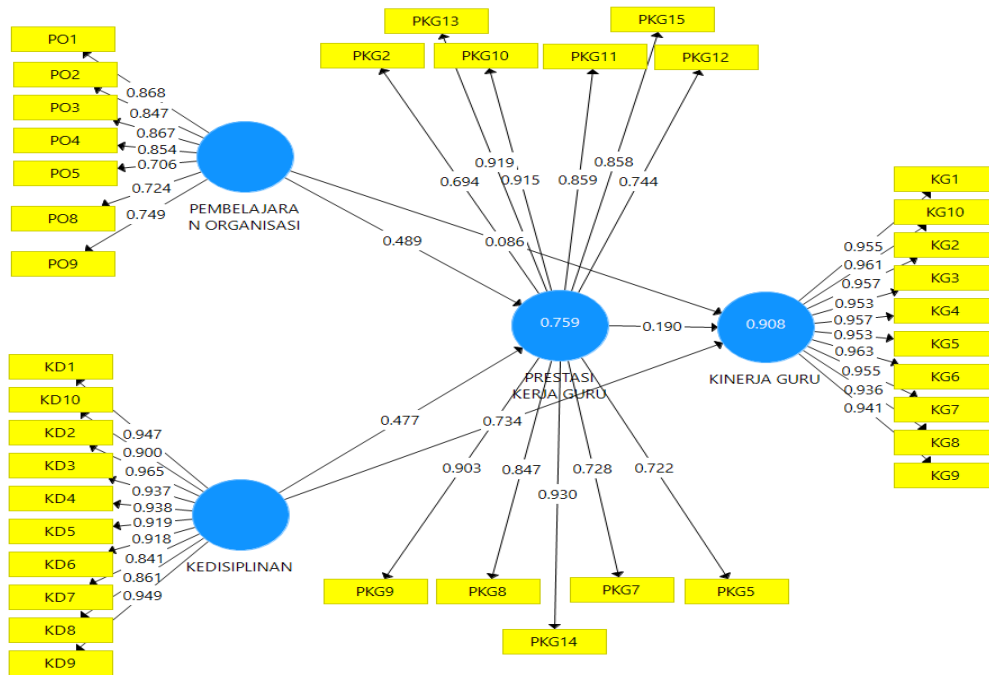 PKG13
PKG15
PO1
PKG2
PKG10
PKG11
PKG12
PO2
0.868
PO3
0.847
PO4
0.867
0.854
PO5
0.706
0.724
PO8
0.749
PO9
PEMBELAJARA
N ORGANISASI
0.919
0.915
0.694
0.859
0.858
0.744
0.489
0.086
KG1
KG10
KG2
KG3
KG4
KG5
KG6
KG7
KG8
KG9
0.955
0.961
0.957
0.953
0.957
0.953
0.963
0.955
0.936
0.941
0.759
0.190
0.908
PRESTASI
KERJA GURU
KINERJA GURU
0.477
0.734
KD1
KD10
KD2
KD3
KD4
KD5
KD6
KD7
KD8
KD9
0.947
0.900
0.965
0.937
0.938
0.919
0.918
0.841
0.861
0.949
KEDISIPLINAN
0.903
0.847
0.930
0.728
0.722
PKG9
PKG8
PKG7
PKG5
PKG14